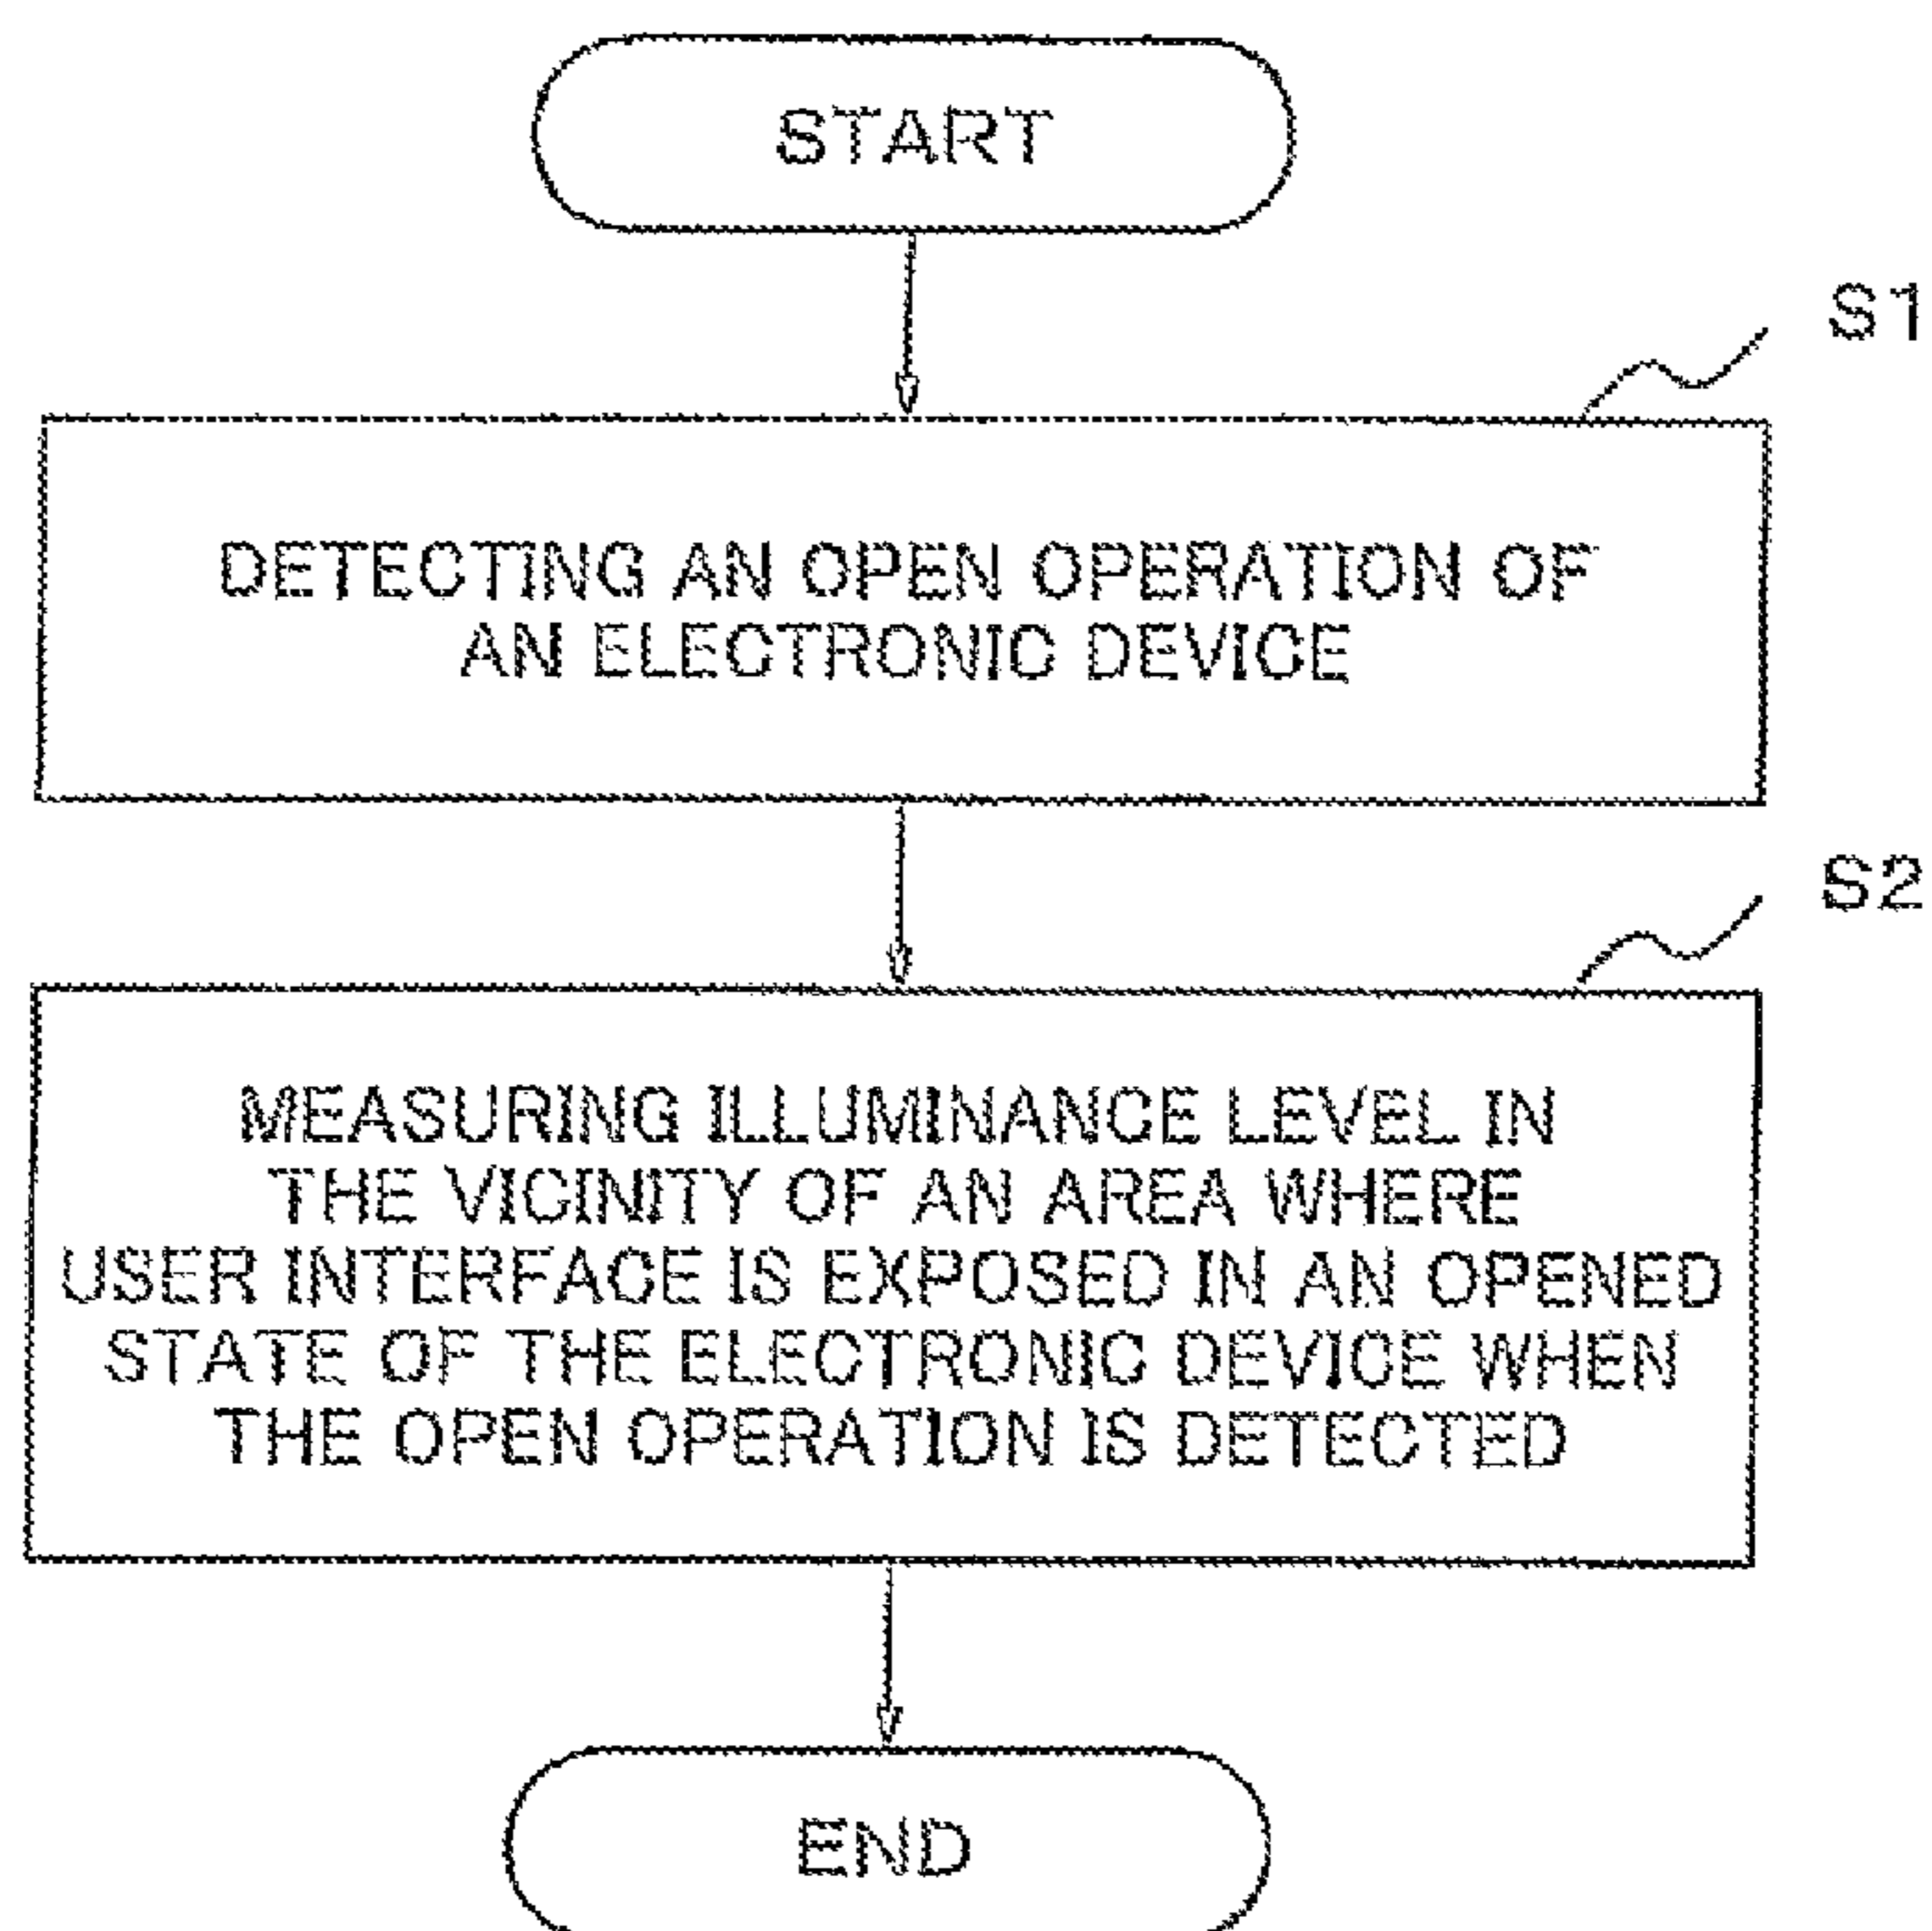 START
S1
DETECTING AN OPEN OPERATION OF
AN ELECTRONIC DEVICE
S2
MEASURING ILLUMINANCE LEVEL IN
THE VICINITY OF AN AREA WHERE
USER INTERFACE IS EXPOSED IN AN OPENED
STATE OF THE ELECTRONIC DEVICE WHEN
THE OPEN OPERATION IS DETECTED
END